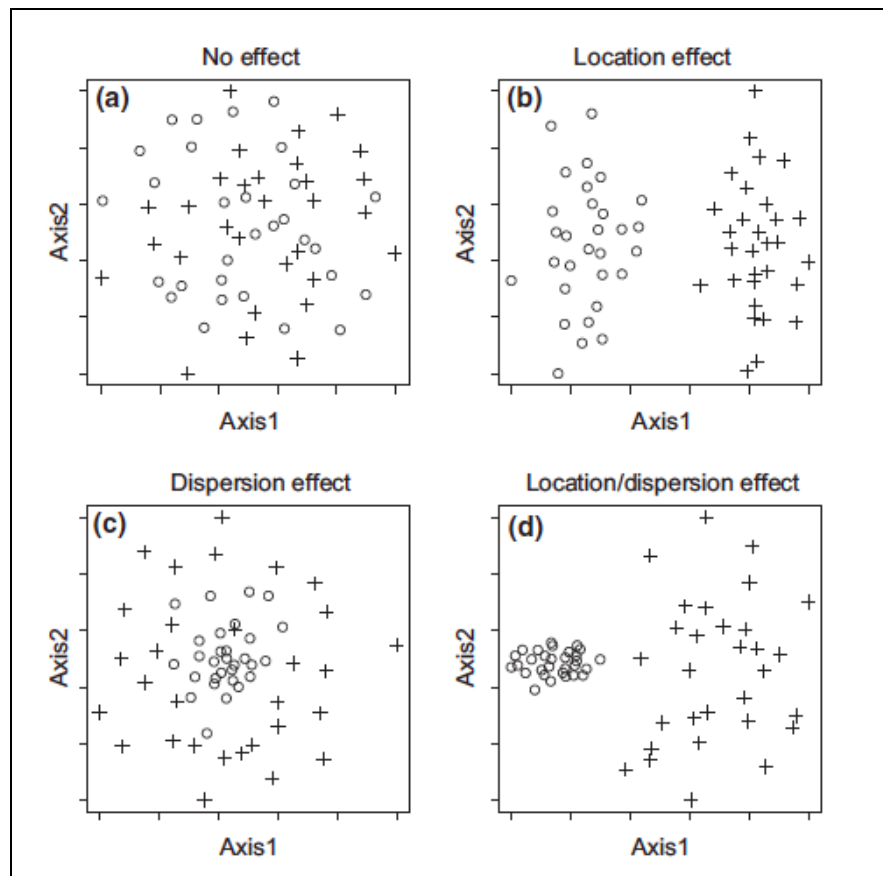 No effect
(a)
Axis2
Axis1
Location effect
(b)
Axis2
Axis1
Dispersion effect
(c)
Axis2
Axis1
Location/dispersion effect
(d)
Axis2
Axis1